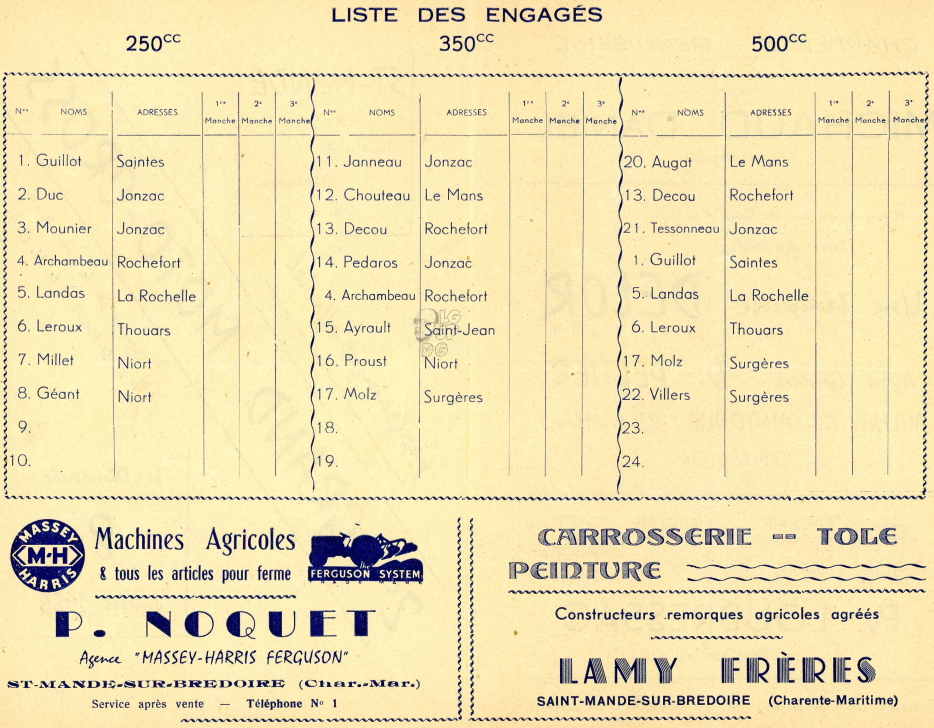 LISTE DES ENGAGÉS
250CC 350CC 500CC
Nos NOMS ADRESSES 1re Manche 2e Manche 3e Manche
1. Guillot Saintes
2. Duc Jonzac
3. Mounier Jonzac
4. Archambeau Rochefort
5. Landas La Rochelle
6. Leroux Thouars
7. Millet Niort
8. Géant Niort
9.
10.
Nos NOMS ADRESSES 1re Manche 2e Manche 3e Manche
11. Janneau Jonzac
12. Chouteau Le Mans
13. Decou Rochefort
14. Pedaros Jonzac
4. Archambeau Rochefort
15. Ayrault Saint-Jean
16. Proust Niort
17. Molz Surgères
18.
19.
Nos NOMS ADRESSES 1re Manche 2e Manche 3e Manche
20. Augat Le Mans
13. Decou Rochefort
21. Tessonneau Jonzac
1. Guillot Saintes
5. Landas La Rochelle
6. Leroux Thouars
17. Molz Surgères
22. Villers Surgères
23.
24.
MASSEY
M-H
HARRIS
Machines Agricoles
& tous les articles pour ferme
the
FERGUSON SYSTEM
P. NOQUET
Agence "MASSEY-HARRIS FERGUSON"
ST-MANDE-SUR-BREDOIRE (Char.-Mar.)
Service après vente — Téléphone No 1
CARROSSERIE -- TOLE
PEINTURE
Constructeurs remorques agricoles agréés
LAMY FRÈRES
SAINT-MANDE-SUR-BREDOIRE (Charente-Maritime)